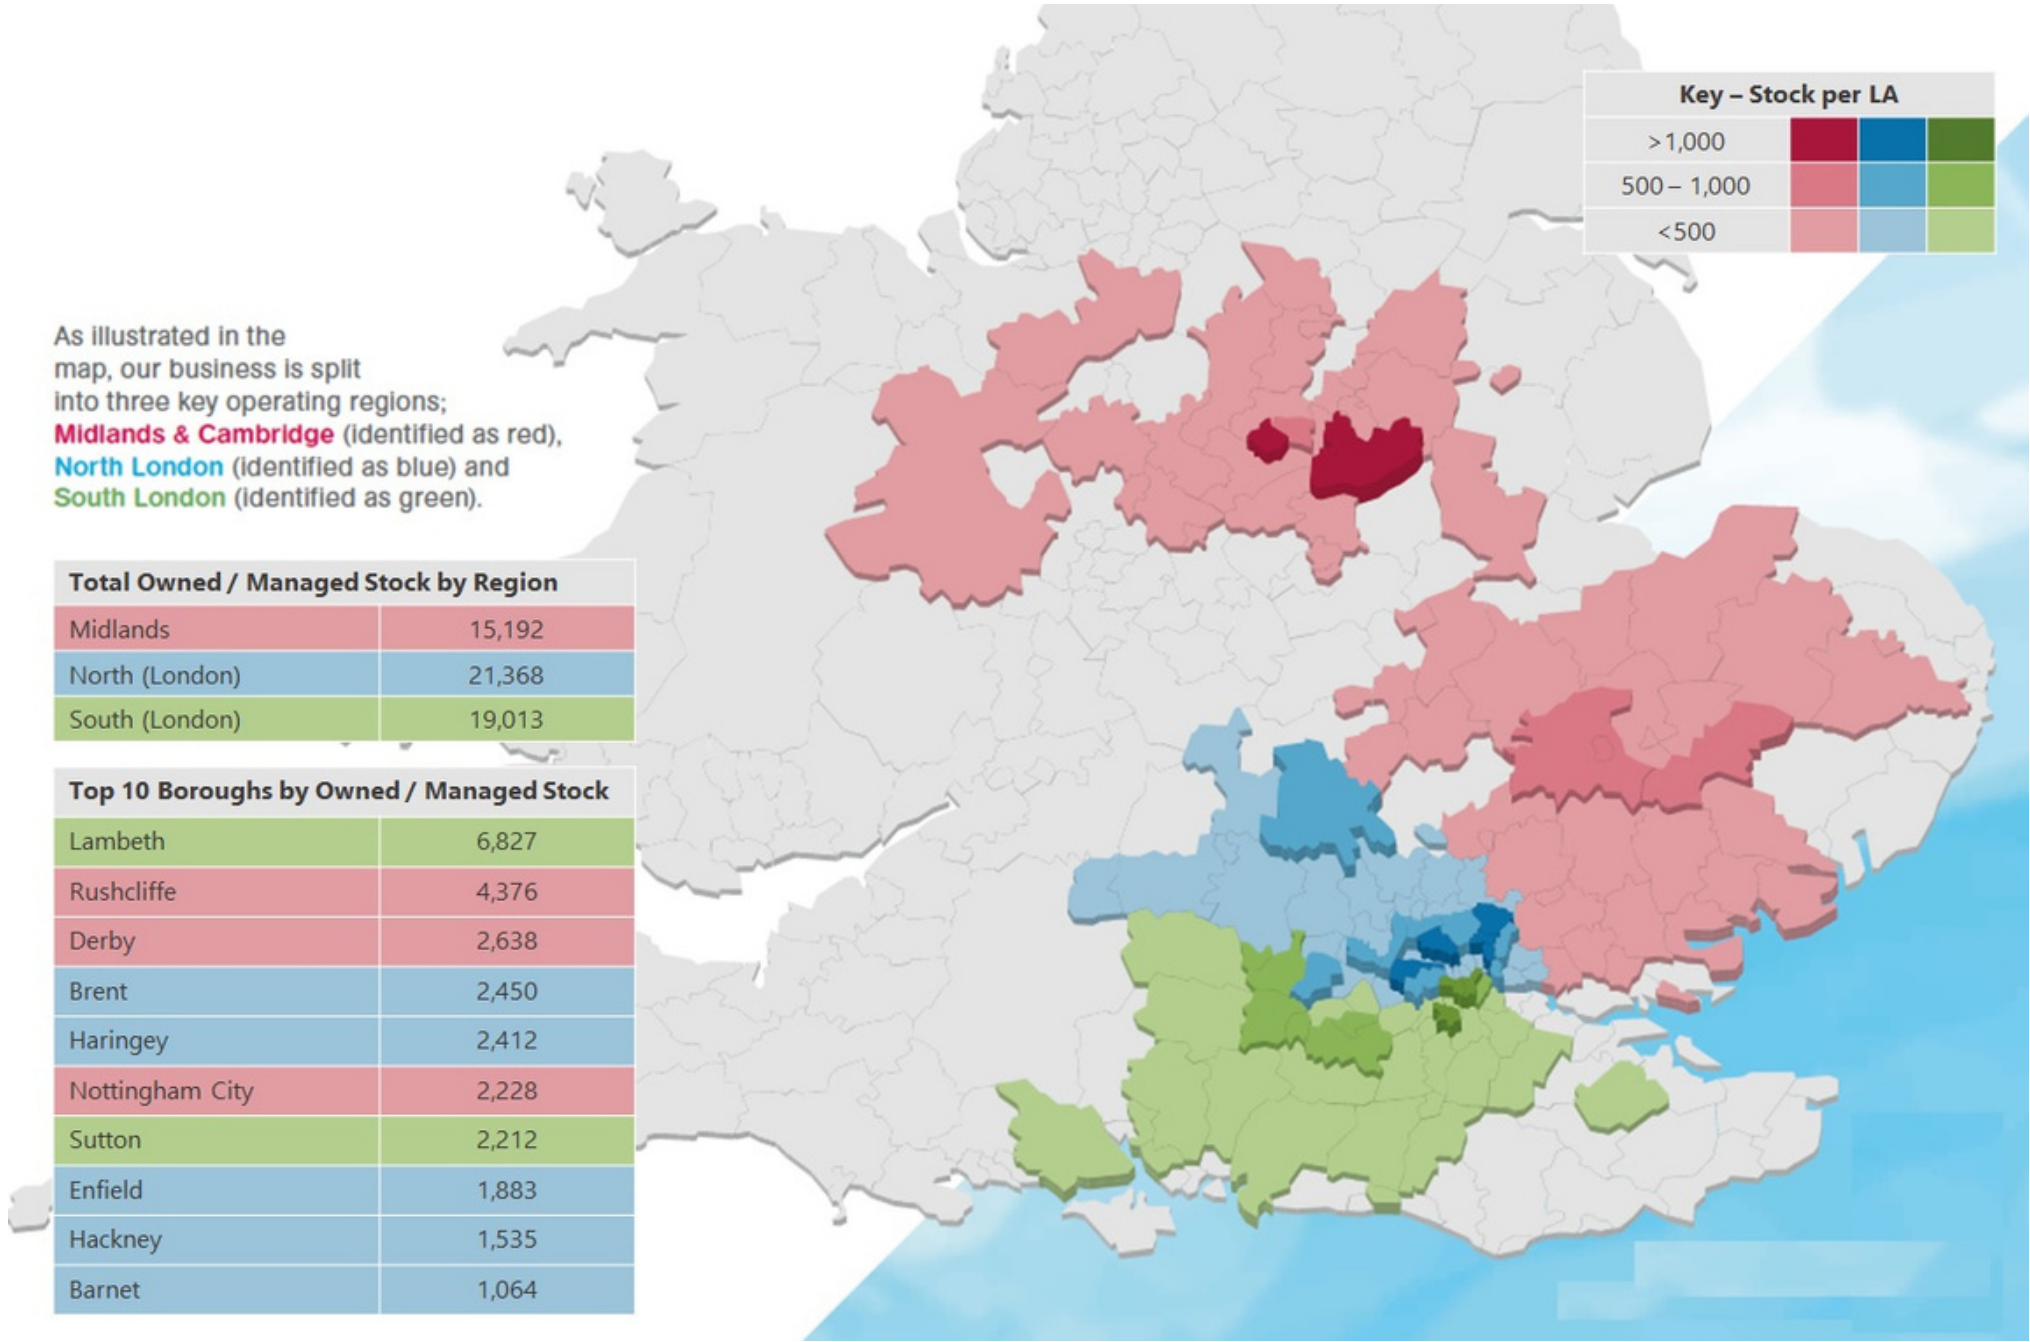 Key – Stock per LA
>1,000
500 – 1,000
<500
As illustrated in the
map, our business is split
into three key operating regions;
Midlands & Cambridge (identified as red),
North London (identified as blue) and
South London (identified as green).
Total Owned / Managed Stock by Region
Midlands 15,192
North (London) 21,368
South (London) 19,013
Top 10 Boroughs by Owned / Managed Stock
Lambeth 6,827
Rushcliffe 4,376
Derby 2,638
Brent 2,450
Haringey 2,412
Nottingham City 2,228
Sutton 2,212
Enfield 1,883
Hackney 1,535
Barnet 1,064